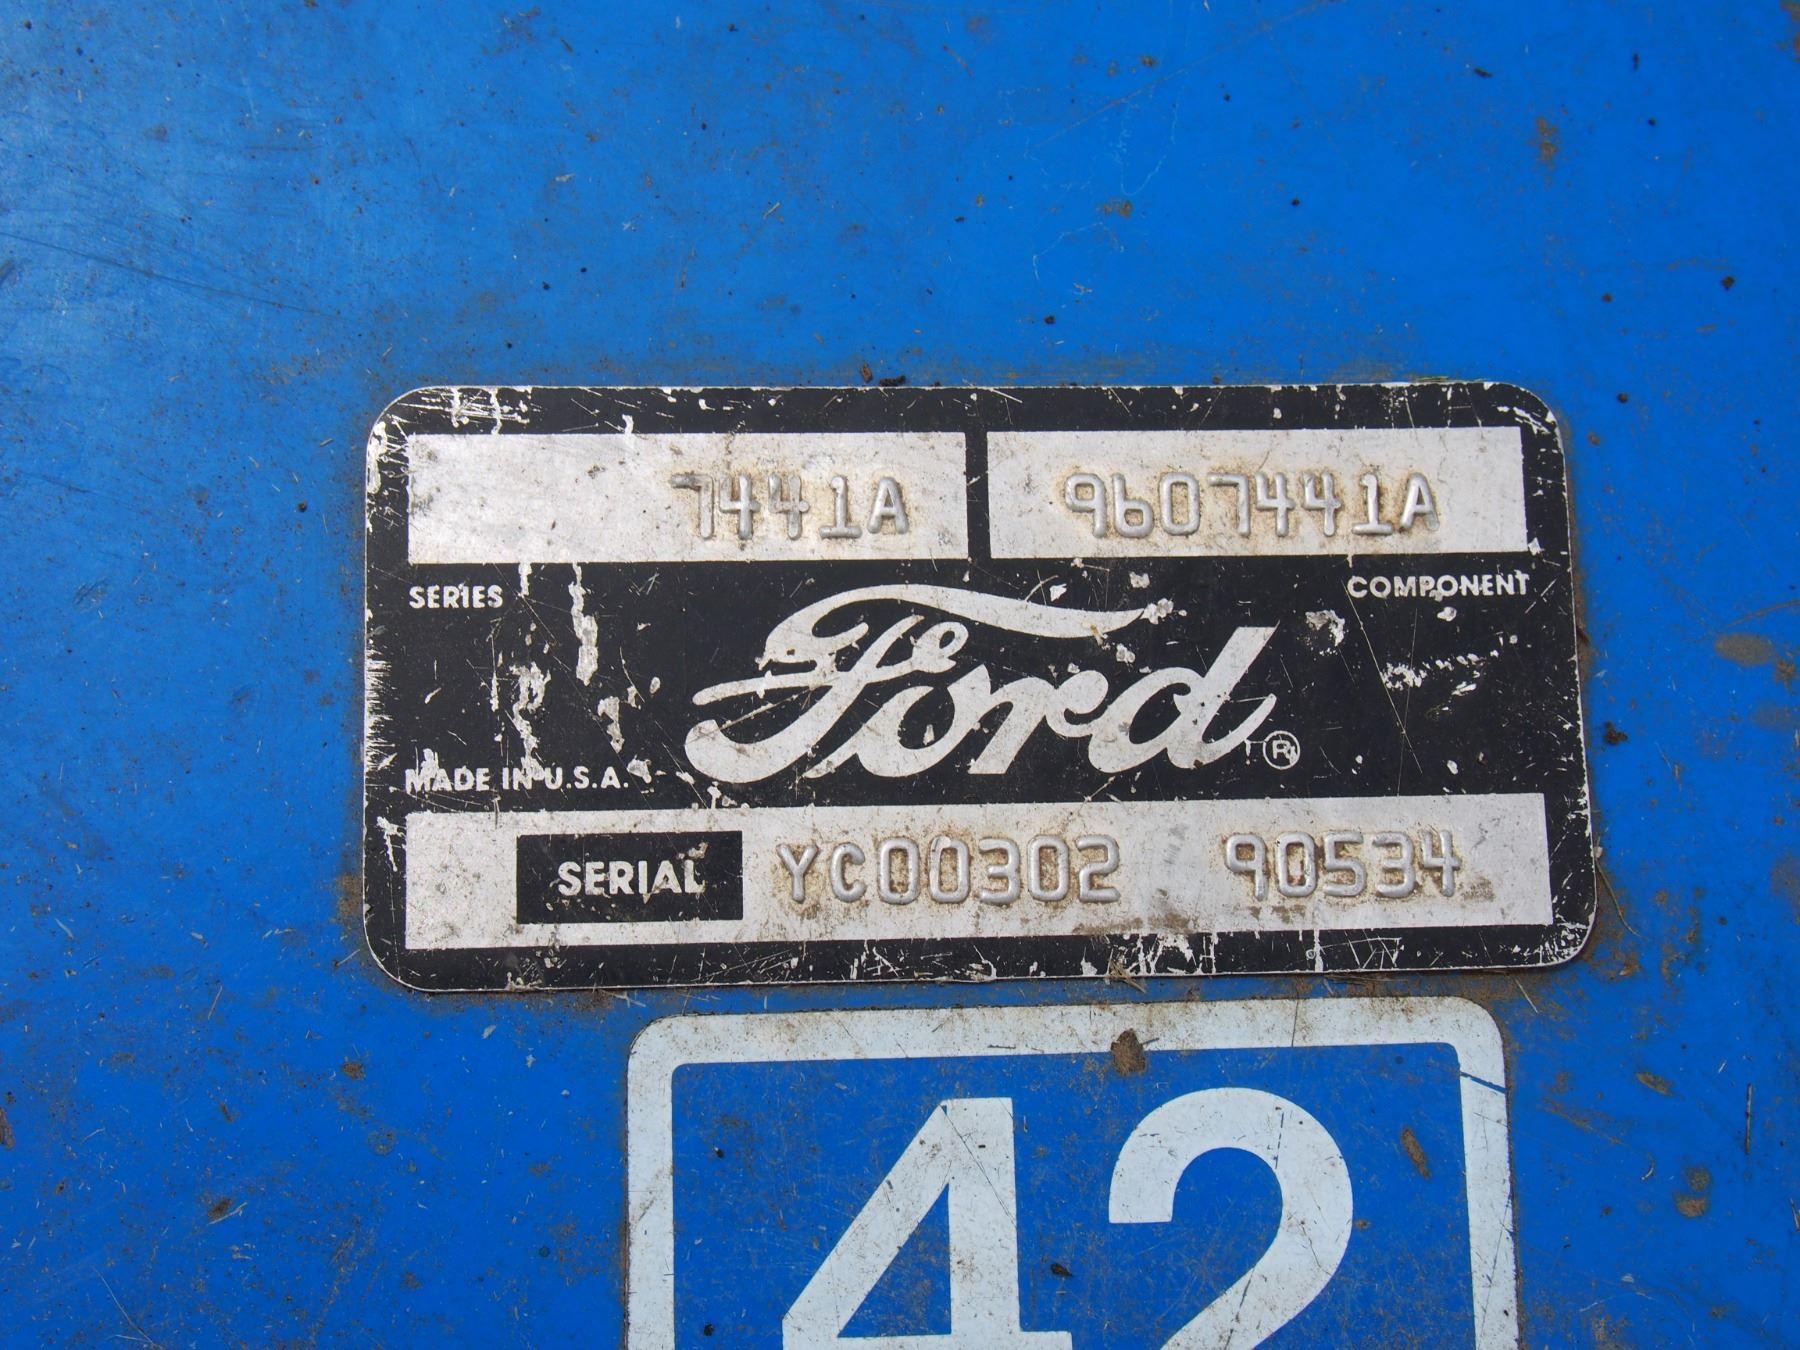 7441A 9607441A
SERIES COMPONENT
Ford ®
MADE IN U.S.A.
SERIAL YC00302 90534
42